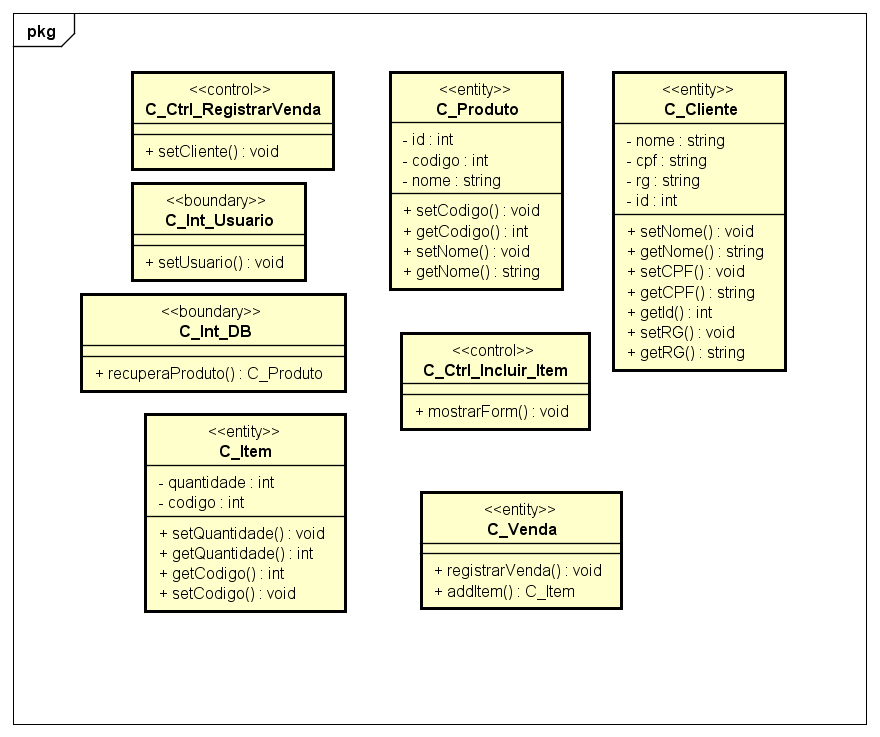 pkg
<<control>>
C_Ctrl_RegistrarVenda
+ setCliente() : void
<<boundary>>
C_Int_Usuario
+ setUsuario() : void
<<boundary>>
C_Int_DB
+ recuperaProduto() : C_Produto
<<entity>>
C_Item
- quantidade : int
- codigo : int
+ setQuantidade() : void
+ getQuantidade() : int
+ getCodigo() : int
+ setCodigo() : void
<<entity>>
C_Produto
- id : int
- codigo : int
- nome : string
+ setCodigo() : void
+ getCodigo() : int
+ setNome() : void
+ getNome() : string
<<control>>
C_Ctrl_Incluir_Item
+ mostrarForm() : void
<<entity>>
C_Venda
+ registrarVenda() : void
+ addItem() : C_Item
<<entity>>
C_Cliente
- nome : string
- cpf : string
- rg : string
- id : int
+ setNome() : void
+ getNome() : string
+ setCPF() : void
+ getCPF() : string
+ getId() : int
+ setRG() : void
+ getRG() : string